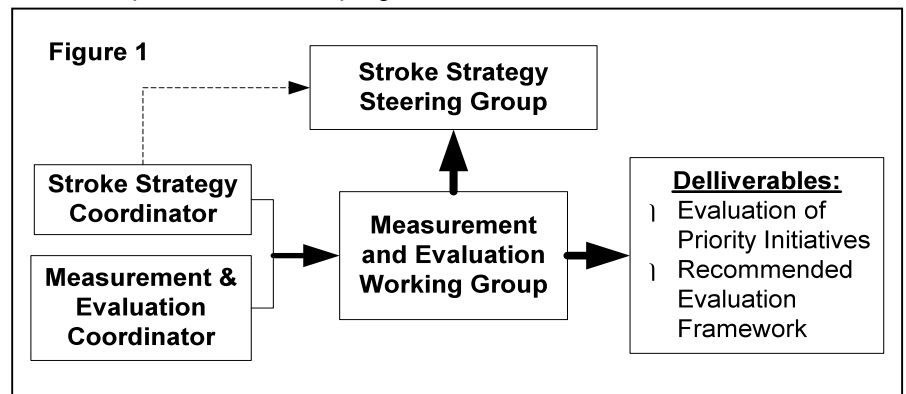 Figure 1
Stroke Strategy
Steering Group
Stroke Strategy
Coordinator
Measurement &
Evaluation
Coordinator
Measurement
and Evaluation
Working Group
Delliverables:
Evaluation of
Priority Initiatives
Recommended
Evaluation
Framework